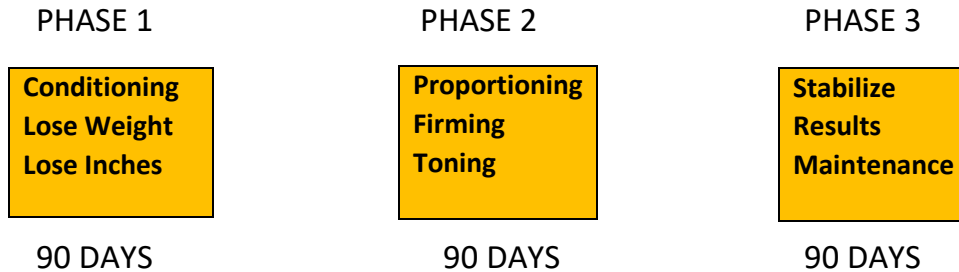 PHASE 1
PHASE 2
PHASE 3
Conditioning
Lose Weight
Lose Inches
Proportioning
Firming
Toning
Stabilize
Results
Maintenance
90 DAYS
90 DAYS
90 DAYS